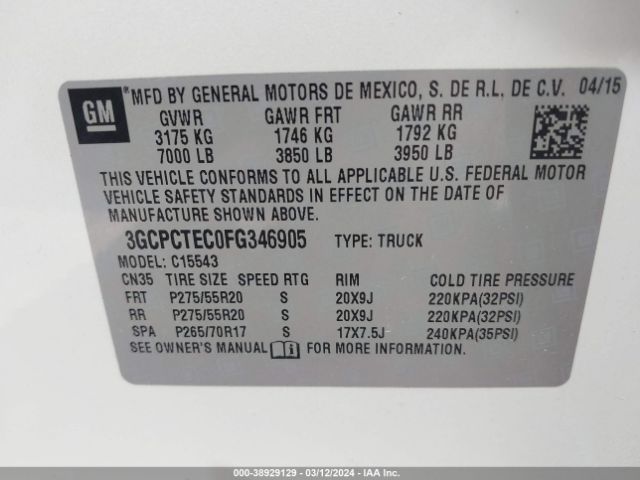 GM
®MFD BY GENERAL MOTORS DE MEXICO, S. DE R.L. DE C.V. 04/15
GVWR GAWR FRT GAWR RR
3175 KG 1746 KG 1792 KG
7000 LB 3850 LB 3950 LB
THIS VEHICLE CONFORMS TO ALL APPLICABLE U.S. FEDERAL MOTOR
VEHICLE SAFETY STANDARDS IN EFFECT ON THE DATE OF
MANUFACTURE SHOWN ABOVE.
3GCPCTEC0FG346905 TYPE: TRUCK
MODEL: C15543
CN35 TIRE SIZE SPEED RTG RIM COLD TIRE PRESSURE
FRT P275/55R20 S 20X9J 220KPA(32PSI)
RR P275/55R20 S 20X9J 220KPA(32PSI)
SPA P265/70R17 S 17X7.5J 240KPA(35PSI)
SEE OWNER'S MANUAL FOR MORE INFORMATION.
000-38929129 - 03/12/2024 - IAA Inc.